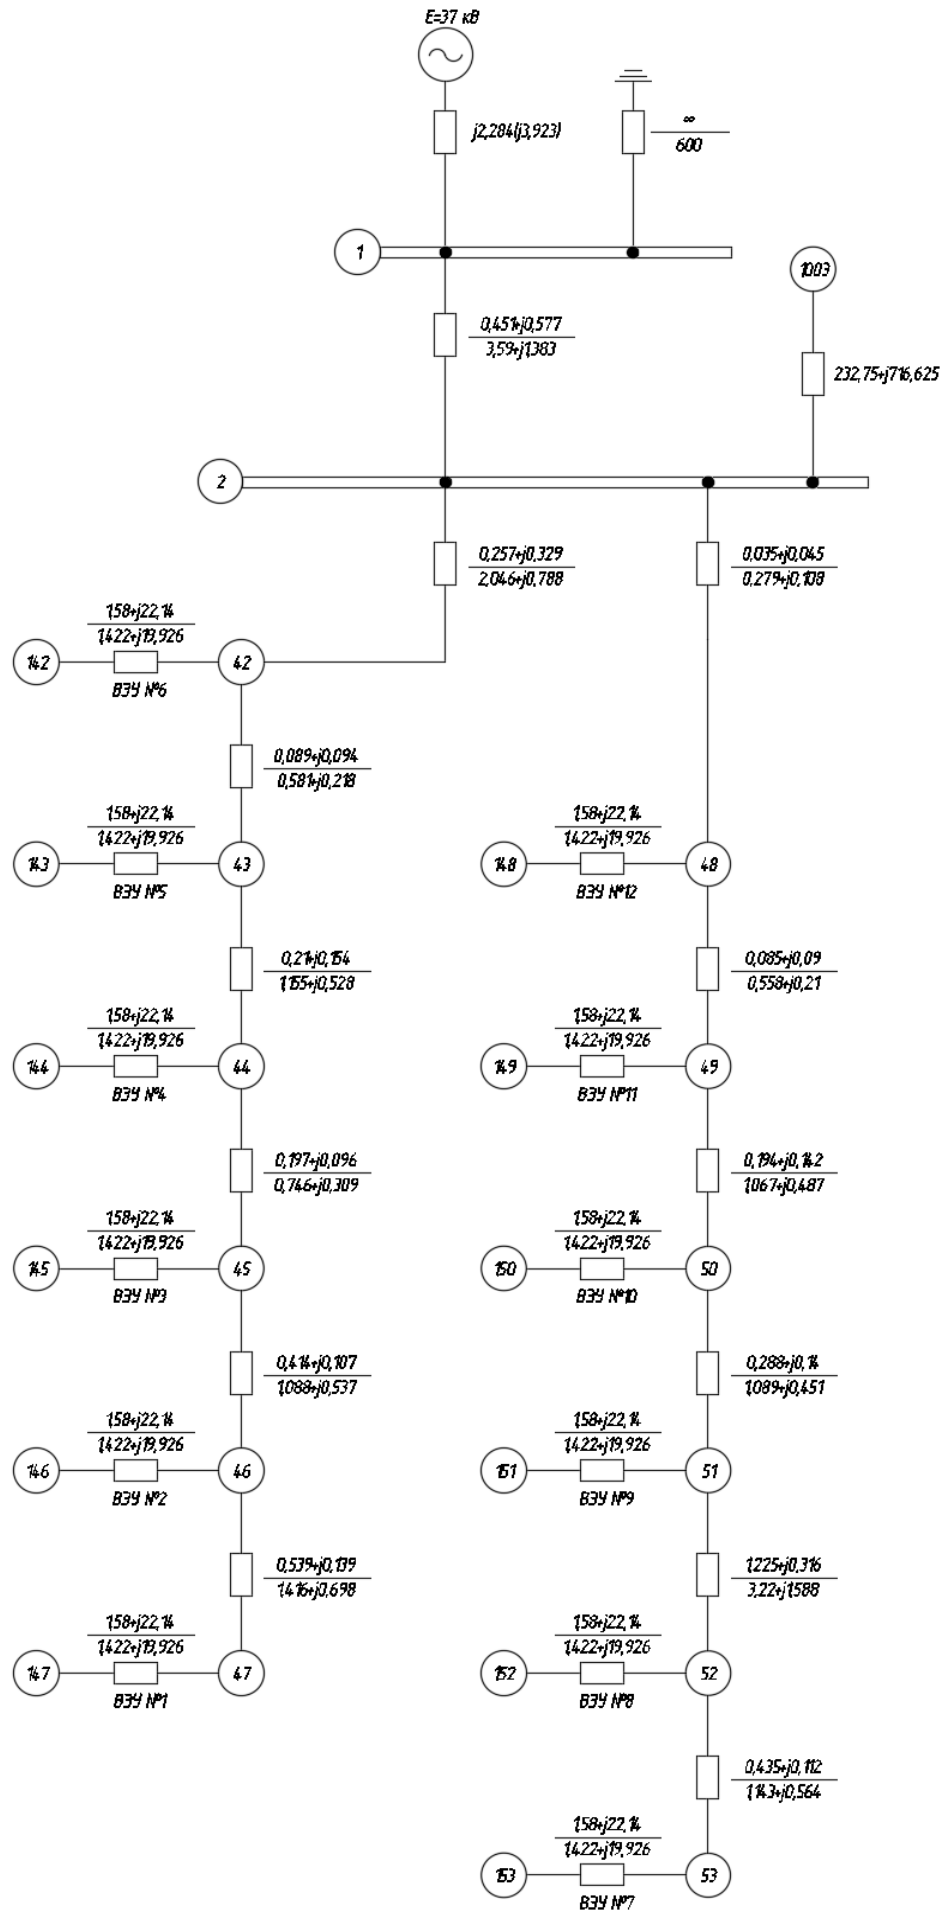 E=37 кВ
j2,284(j3,923)
∞
600
1
1003
0,451+j0,577
3,59+j1,383
232,75+j716,625
2
0,257+j0,329
2,046+j0,788
0,035+j0,045
0,279+j0,108
1,58+j22,14
1,422+j19,926
142
42
ВЭУ №6
0,089+j0,094
0,581+j0,218
1,58+j22,14
1,422+j19,926
143
43
ВЭУ №5
1,58+j22,14
1,422+j19,926
148
48
ВЭУ №12
0,21+j0,154
1,155+j0,528
0,085+j0,09
0,558+j0,21
1,58+j22,14
1,422+j19,926
144
44
ВЭУ №4
1,58+j22,14
1,422+j19,926
149
49
ВЭУ №11
0,197+j0,096
0,746+j0,309
0,194+j0,142
1,067+j0,487
1,58+j22,14
1,422+j19,926
145
45
ВЭУ №3
1,58+j22,14
1,422+j19,926
150
50
ВЭУ №10
0,414+j0,107
1,088+j0,537
0,288+j0,14
1,089+j0,451
1,58+j22,14
1,422+j19,926
146
46
ВЭУ №2
1,58+j22,14
1,422+j19,926
151
51
ВЭУ №9
0,539+j0,139
1,416+j0,698
1,225+j0,316
3,22+j1,588
1,58+j22,14
1,422+j19,926
147
47
ВЭУ №1
1,58+j22,14
1,422+j19,926
152
52
ВЭУ №8
0,435+j0,112
1,143+j0,564
1,58+j22,14
1,422+j19,926
153
53
ВЭУ №7